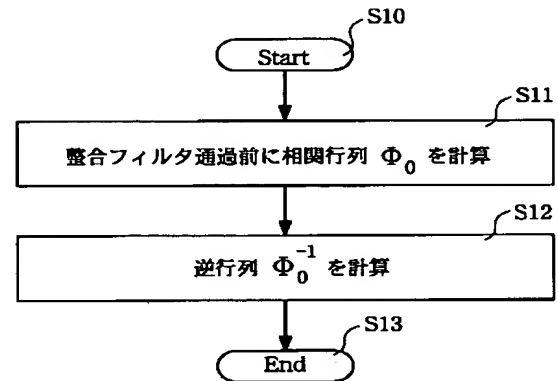 S10
Start
S11
整合フィルタ通過前に相関行列 Φ₀ を計算
S12
逆行列 Φ₀⁻¹ を計算
S13
End